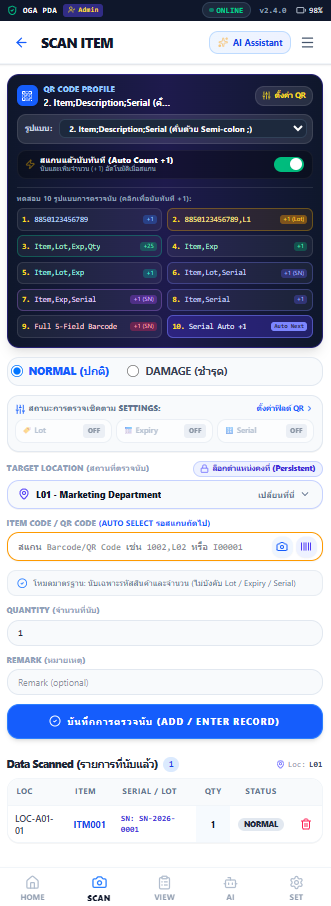 OGA PDA Admin ONLINE v2.4.0 98%
SCAN ITEM AI Assistant
QR CODE PROFILE
2. Item;Description;Serial (คั่... ตั้งค่า QR
รูปแบบ: 2. Item;Description;Serial (คั่นด้วย Semi-colon ;)
สแกนแล้วนับทันที (Auto Count +1)
นับและเพิ่มจำนวน (+1) อัตโนมัติเมื่อสแกน
ทดสอบ 10 รูปแบบการตรวจนับ (คลิกเพื่อนับทันที +1):
1. 8850123456789 +1
2. 8850123456789,L1 +1 (Lot)
3. Item,Lot,Exp,Qty +25
4. Item,Exp +1
5. Item,Lot,Exp +1
6. Item,Lot,Serial +1 (SN)
7. Item,Exp,Serial +1 (SN)
8. Item,Serial +1
9. Full 5-Field Barcode +1 (SN)
10. Serial Auto +1 Auto Next
NORMAL (ปกติ) DAMAGE (ชำรุด)
สถานะการตรวจเช็คตาม SETTINGS: ตั้งค่าฟิลด์ QR
Lot OFF Expiry OFF Serial OFF
TARGET LOCATION (สถานที่ตรวจนับ) ล็อกตำแหน่งคงที่ (Persistent)
L01 - Marketing Department เปลี่ยนที่นี่
ITEM CODE / QR CODE (AUTO SELECT รอสแกนถัดไป)
สแกน Barcode/QR Code เช่น 1002,L02 หรือ I00001
โหมดมาตรฐาน: นับเฉพาะรหัสสินค้าและจำนวน (ไม่บังคับ Lot / Expiry / Serial)
QUANTITY (จำนวนที่นับ)
1
REMARK (หมายเหตุ)
Remark (optional)
บันทึกการตรวจนับ (ADD / ENTER RECORD)
Data Scanned (รายการที่นับแล้ว) 1 Loc: L01
LOC ITEM SERIAL / LOT QTY STATUS
LOC-A01-01 ITM001 SN: SN-2026-0001 1 NORMAL
HOME SCAN VIEW AI SET